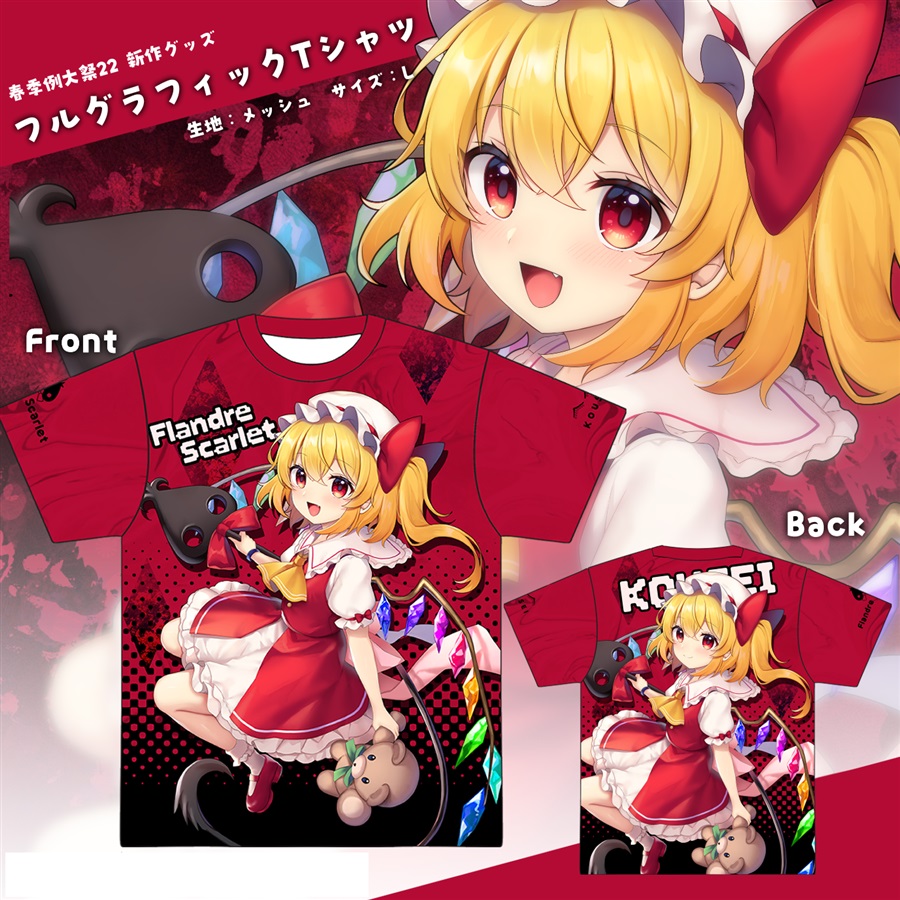 春季例大祭22 新作グッズ
フルグラフィックTシャツ
生地：メッシュ サイズ：L
Front
Scarlet
Flandre
Scarlet
Back
Flandre